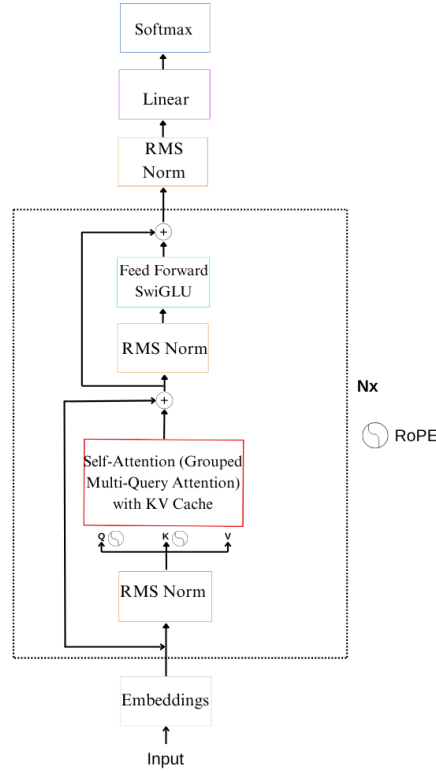 Softmax
Linear
RMS
Norm
+
Feed Forward
SwiGLU
RMS Norm
Nx
+
RoPE
Self-Attention (Grouped
Multi-Query Attention)
with KV Cache
Q K V
RMS Norm
Embeddings
Input